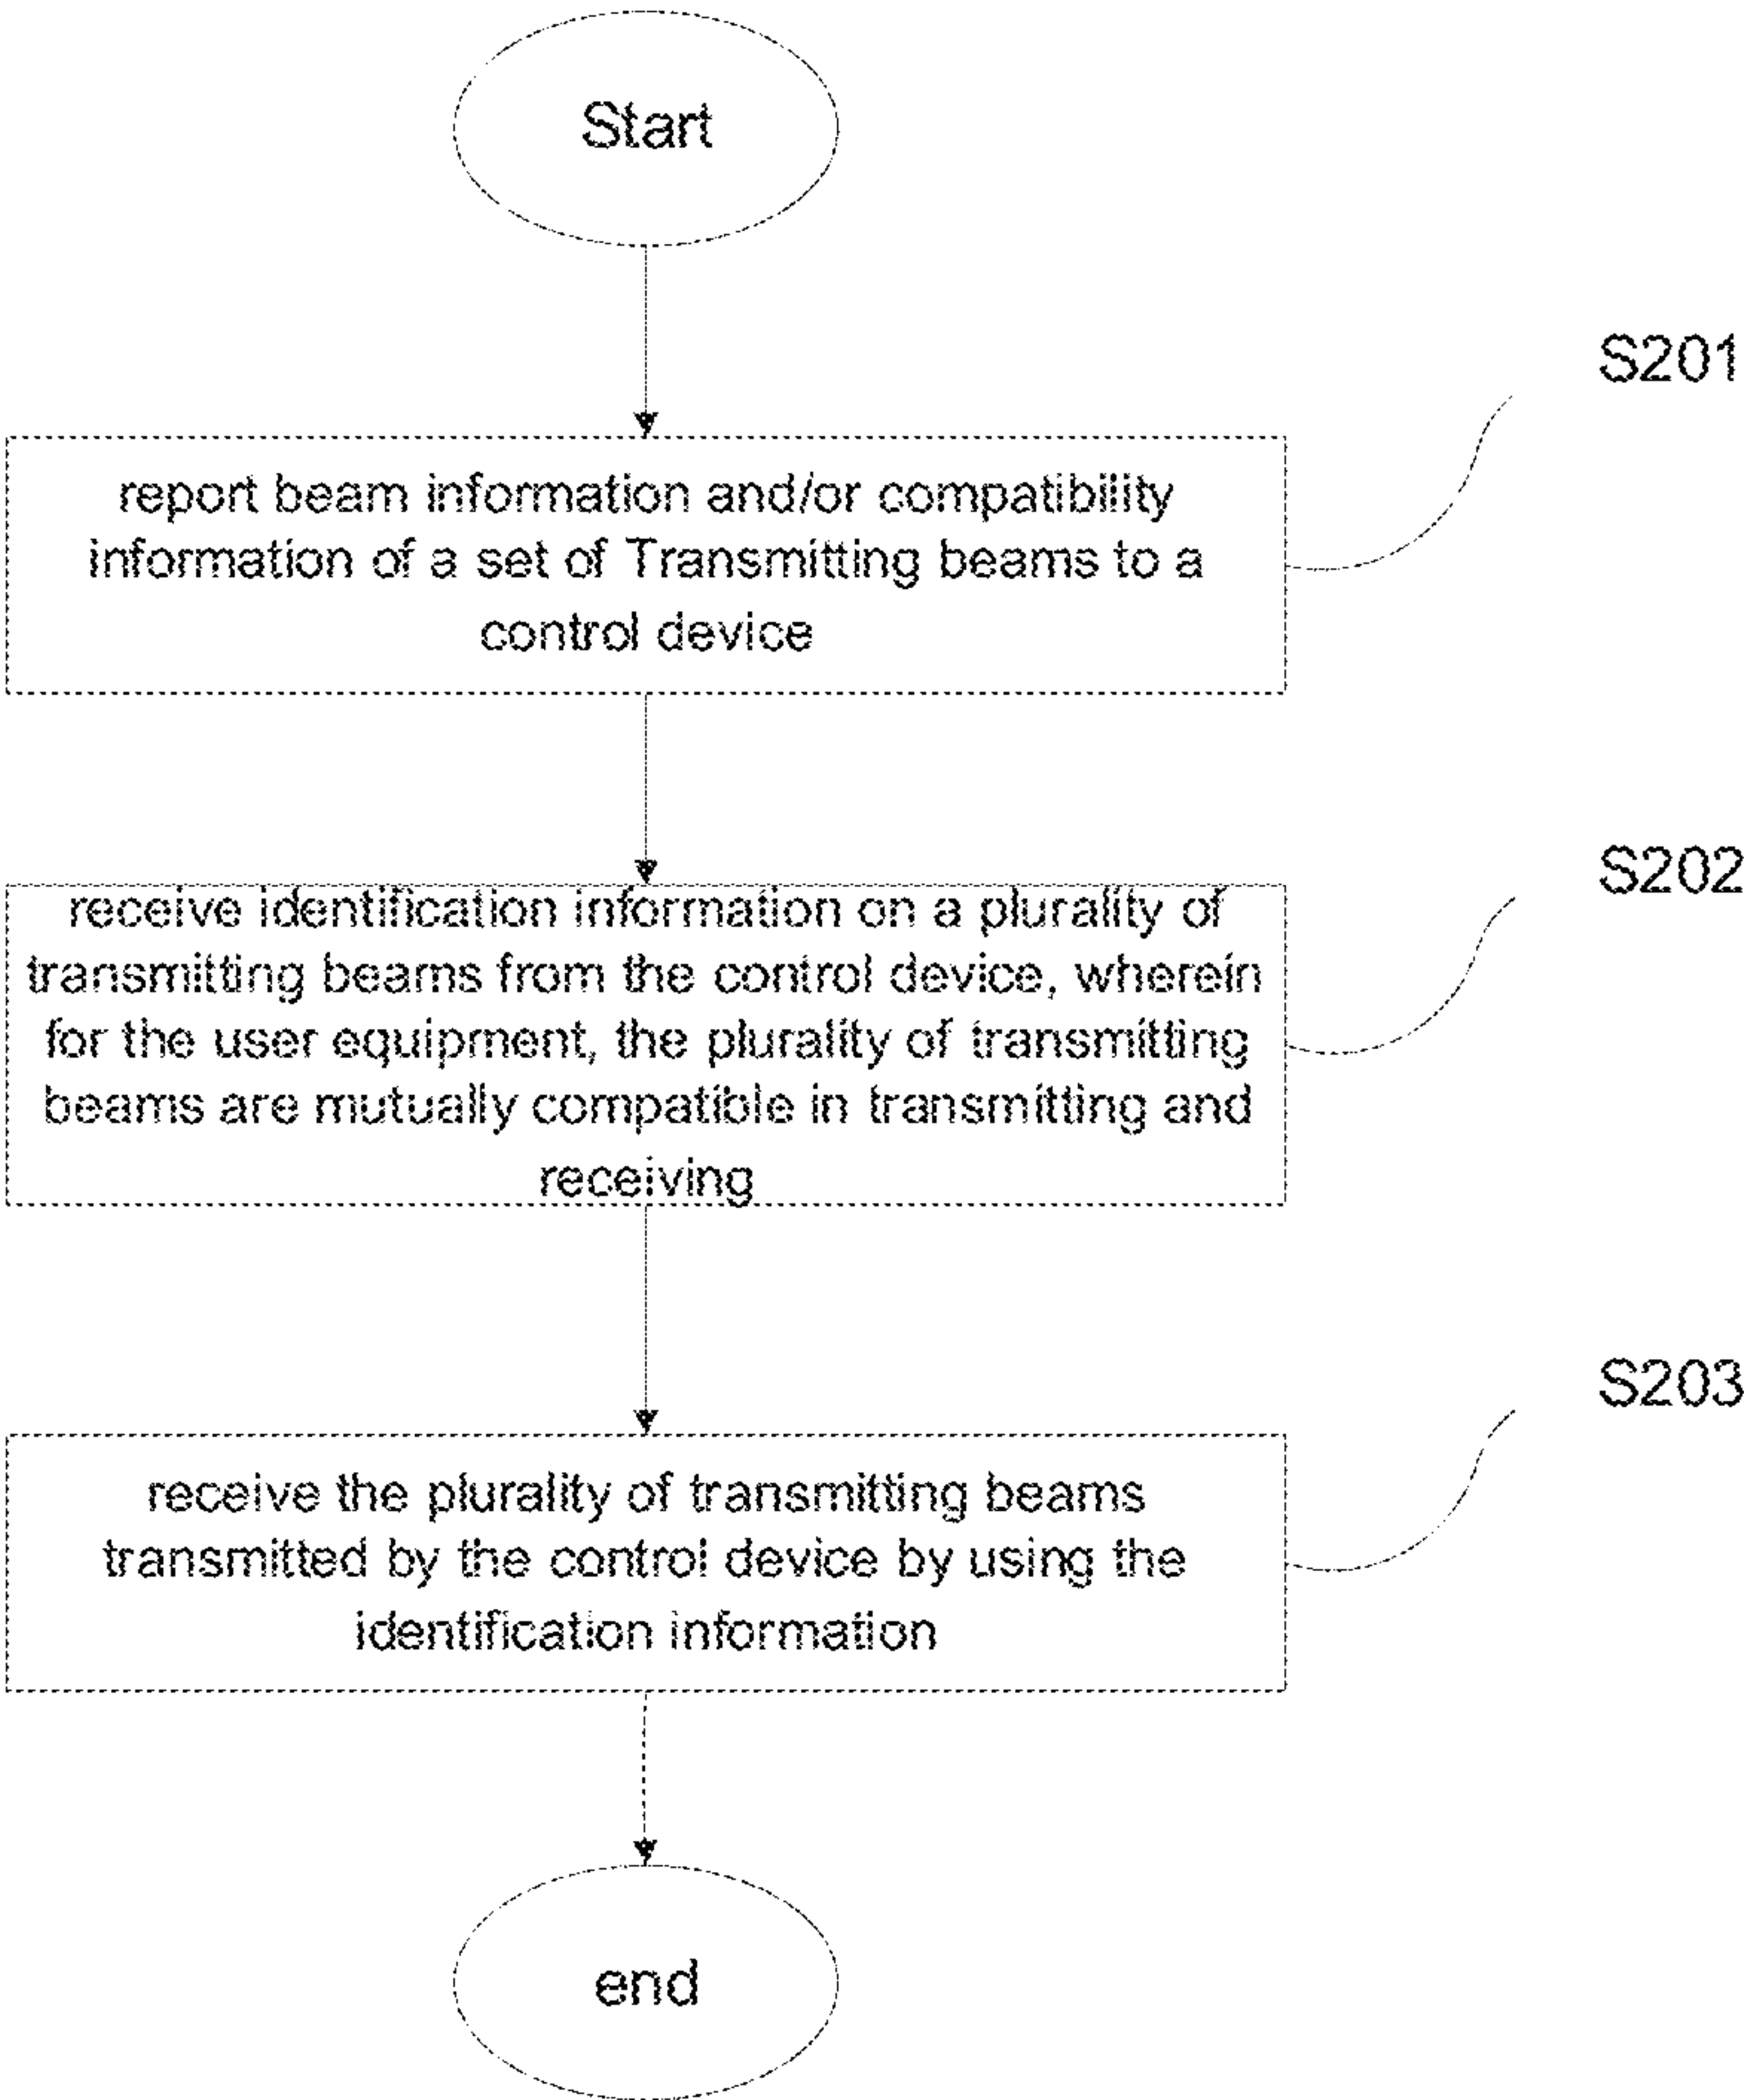 Start
S201
report beam information and/or compatibility
information of a set of Transmitting beams to a
control device
S202
receive identification information on a plurality of
transmitting beams from the control device, wherein
for the user equipment, the plurality of transmitting
beams are mutually compatible in transmitting and
receiving
S203
receive the plurality of transmitting beams
transmitted by the control device by using the
identification information
end